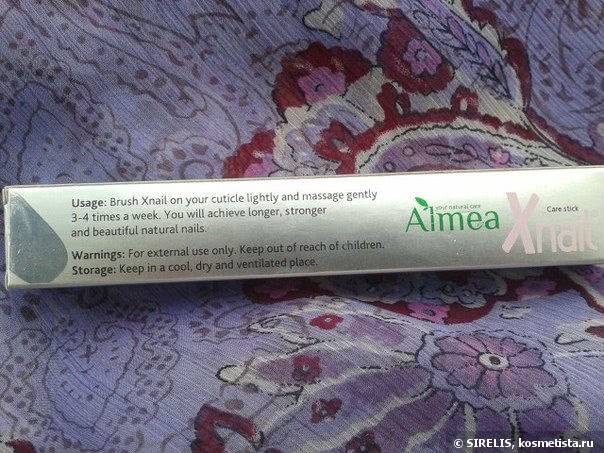 Usage: Brush Xnail on your cuticle lightly and massage gently
3-4 times a week. You will achieve longer, stronger
and beautiful natural nails.
Warnings: For external use only. Keep out of reach of children.
Storage: Keep in a cool, dry and ventilated place.
your natural care
Almea
Xnail
Care stick
© SIRELIS, kosmetista.ru